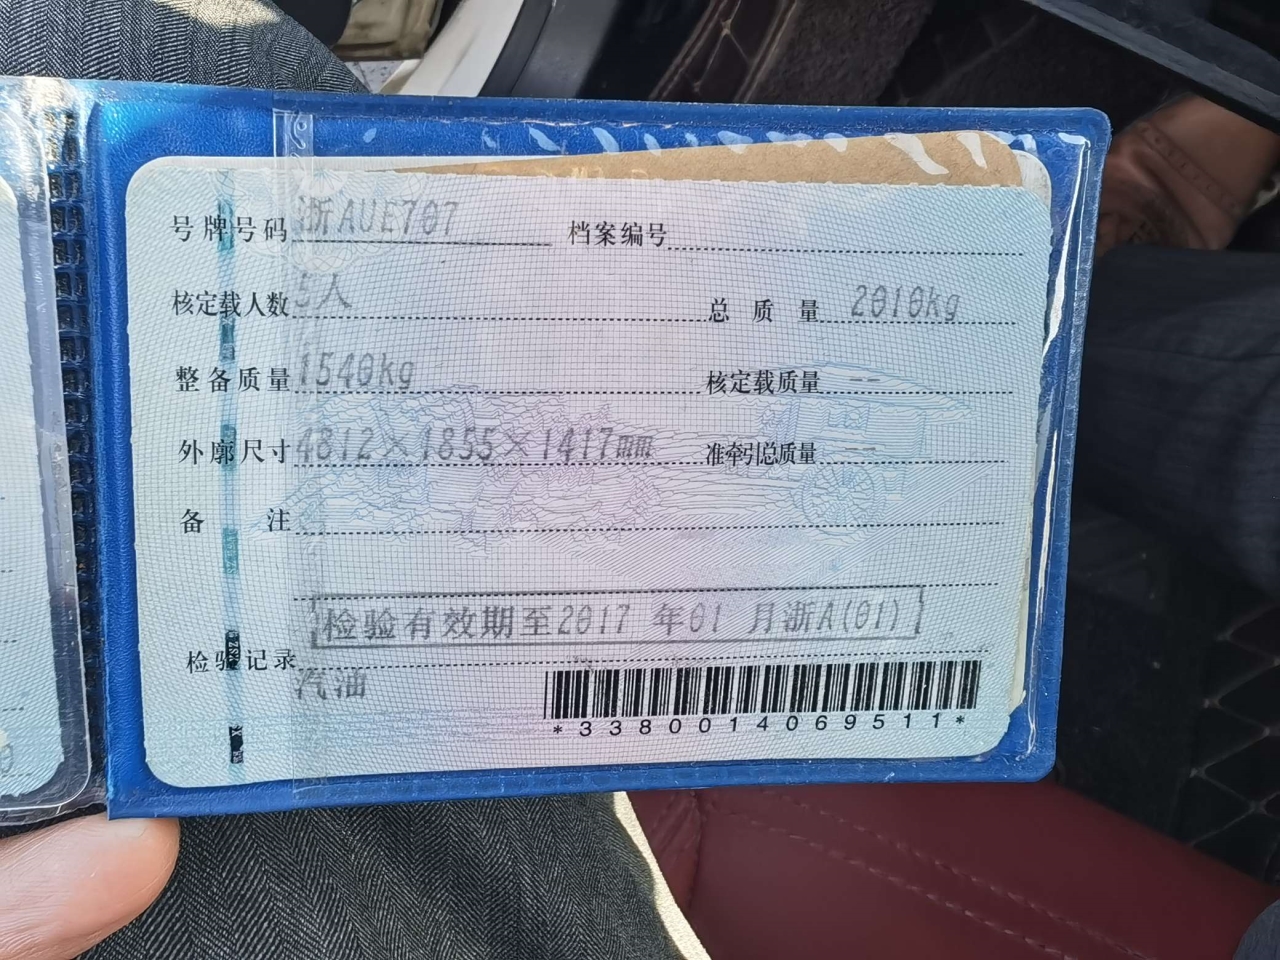 号牌号码 浙AUE707 档案编号
核定载人数 5人 总质量 2010kg
整备质量 1540kg 核定载质量 --
外廓尺寸 4812×1855×1417mm 准牵引总质量 --
备注
检验有效期至2017 年01 月浙A(01)
检验记录
汽油
*3380014069511*